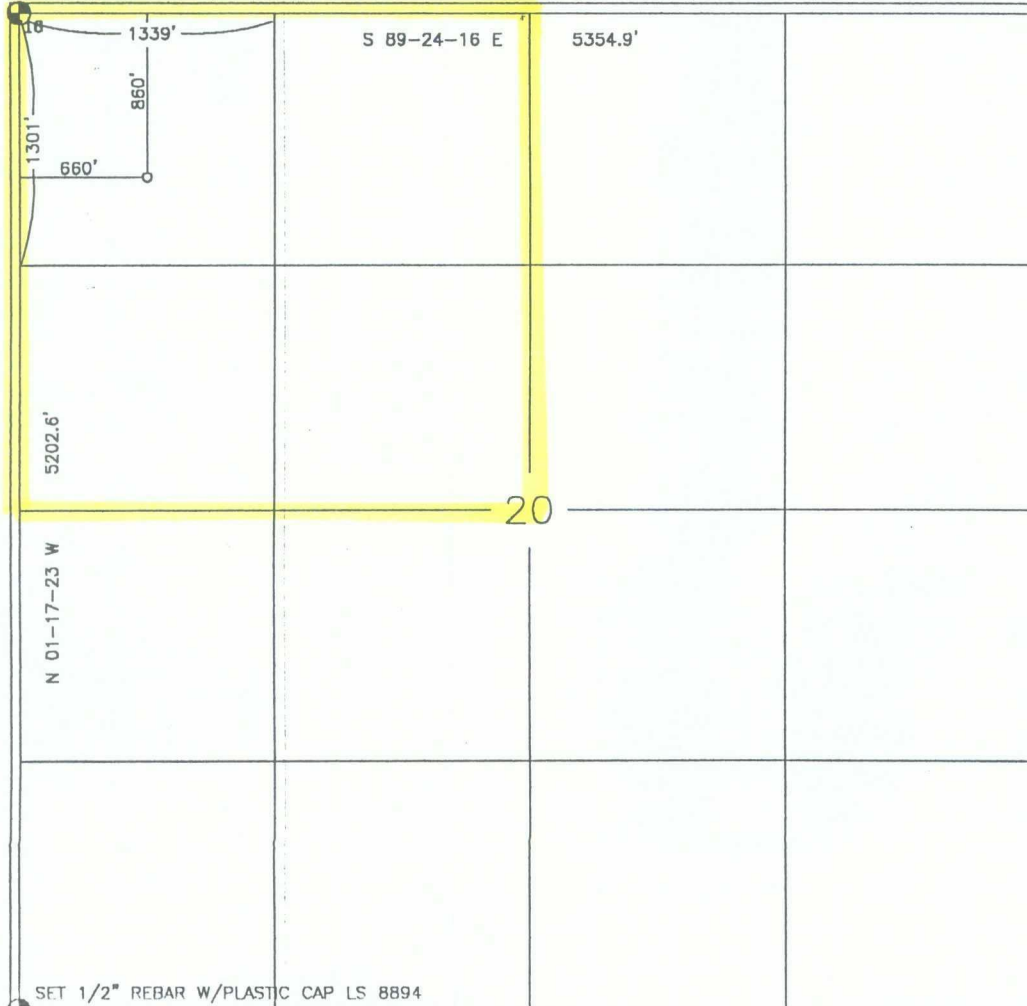 18
1339'
S 89-24-16 E
5354.9'
860'
1301'
660'
5202.6'
20
N 01-17-23 W
SET 1/2" REBAR W/PLASTIC CAP LS 8894